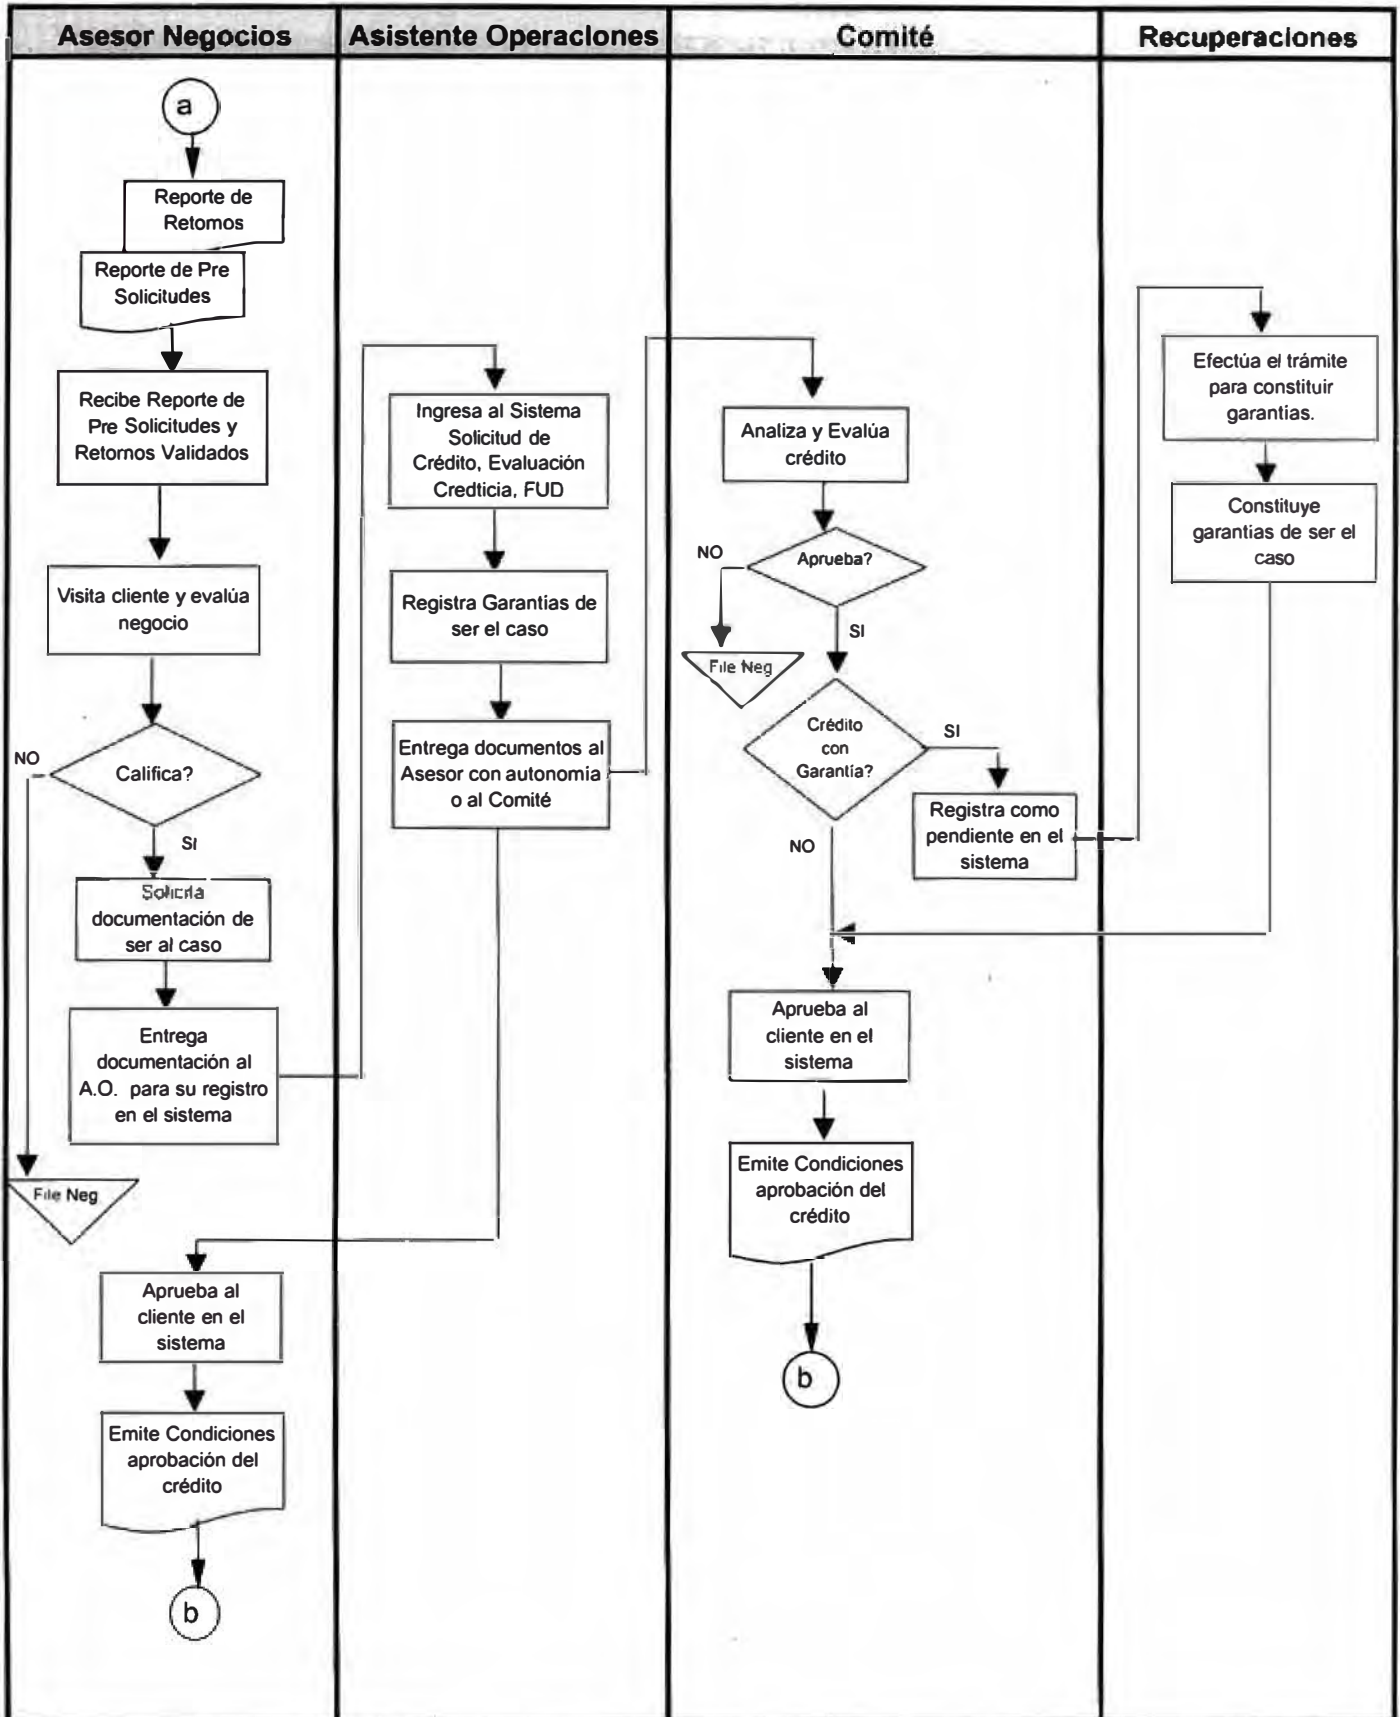 Asesor Negocios
Asistente Operaciones
Comité
Recuperaciones
a
Reporte de
Retornos
Reporte de Pre
Solicitudes
Recibe Reporte de
Pre Solicitudes y
Retornos Validados
Visita cliente y evalúa
negocio
Califica?
NO
SI
Solicita
documentación de
ser al caso
Entrega
documentación al
A.O. para su registro
en el sistema
File Neg
Aprueba al
cliente en el
sistema
Emite Condiciones
aprobación del
crédito
b
Ingresa al Sistema
Solicitud de
Crédito, Evaluación
Credticia, FUD
Registra Garantias de
ser el caso
Entrega documentos al
Asesor con autonomía
o al Comité
Analiza y Evalúa
crédito
Aprueba?
NO
SI
File Neg
Crédito
con
Garantía?
SI
NO
Registra como
pendiente en el
sistema
Aprueba al
cliente en el
sistema
Emite Condiciones
aprobación del
crédito
b
Efectúa el trámite
para constituir
garantías.
Constituye
garantias de ser el
caso